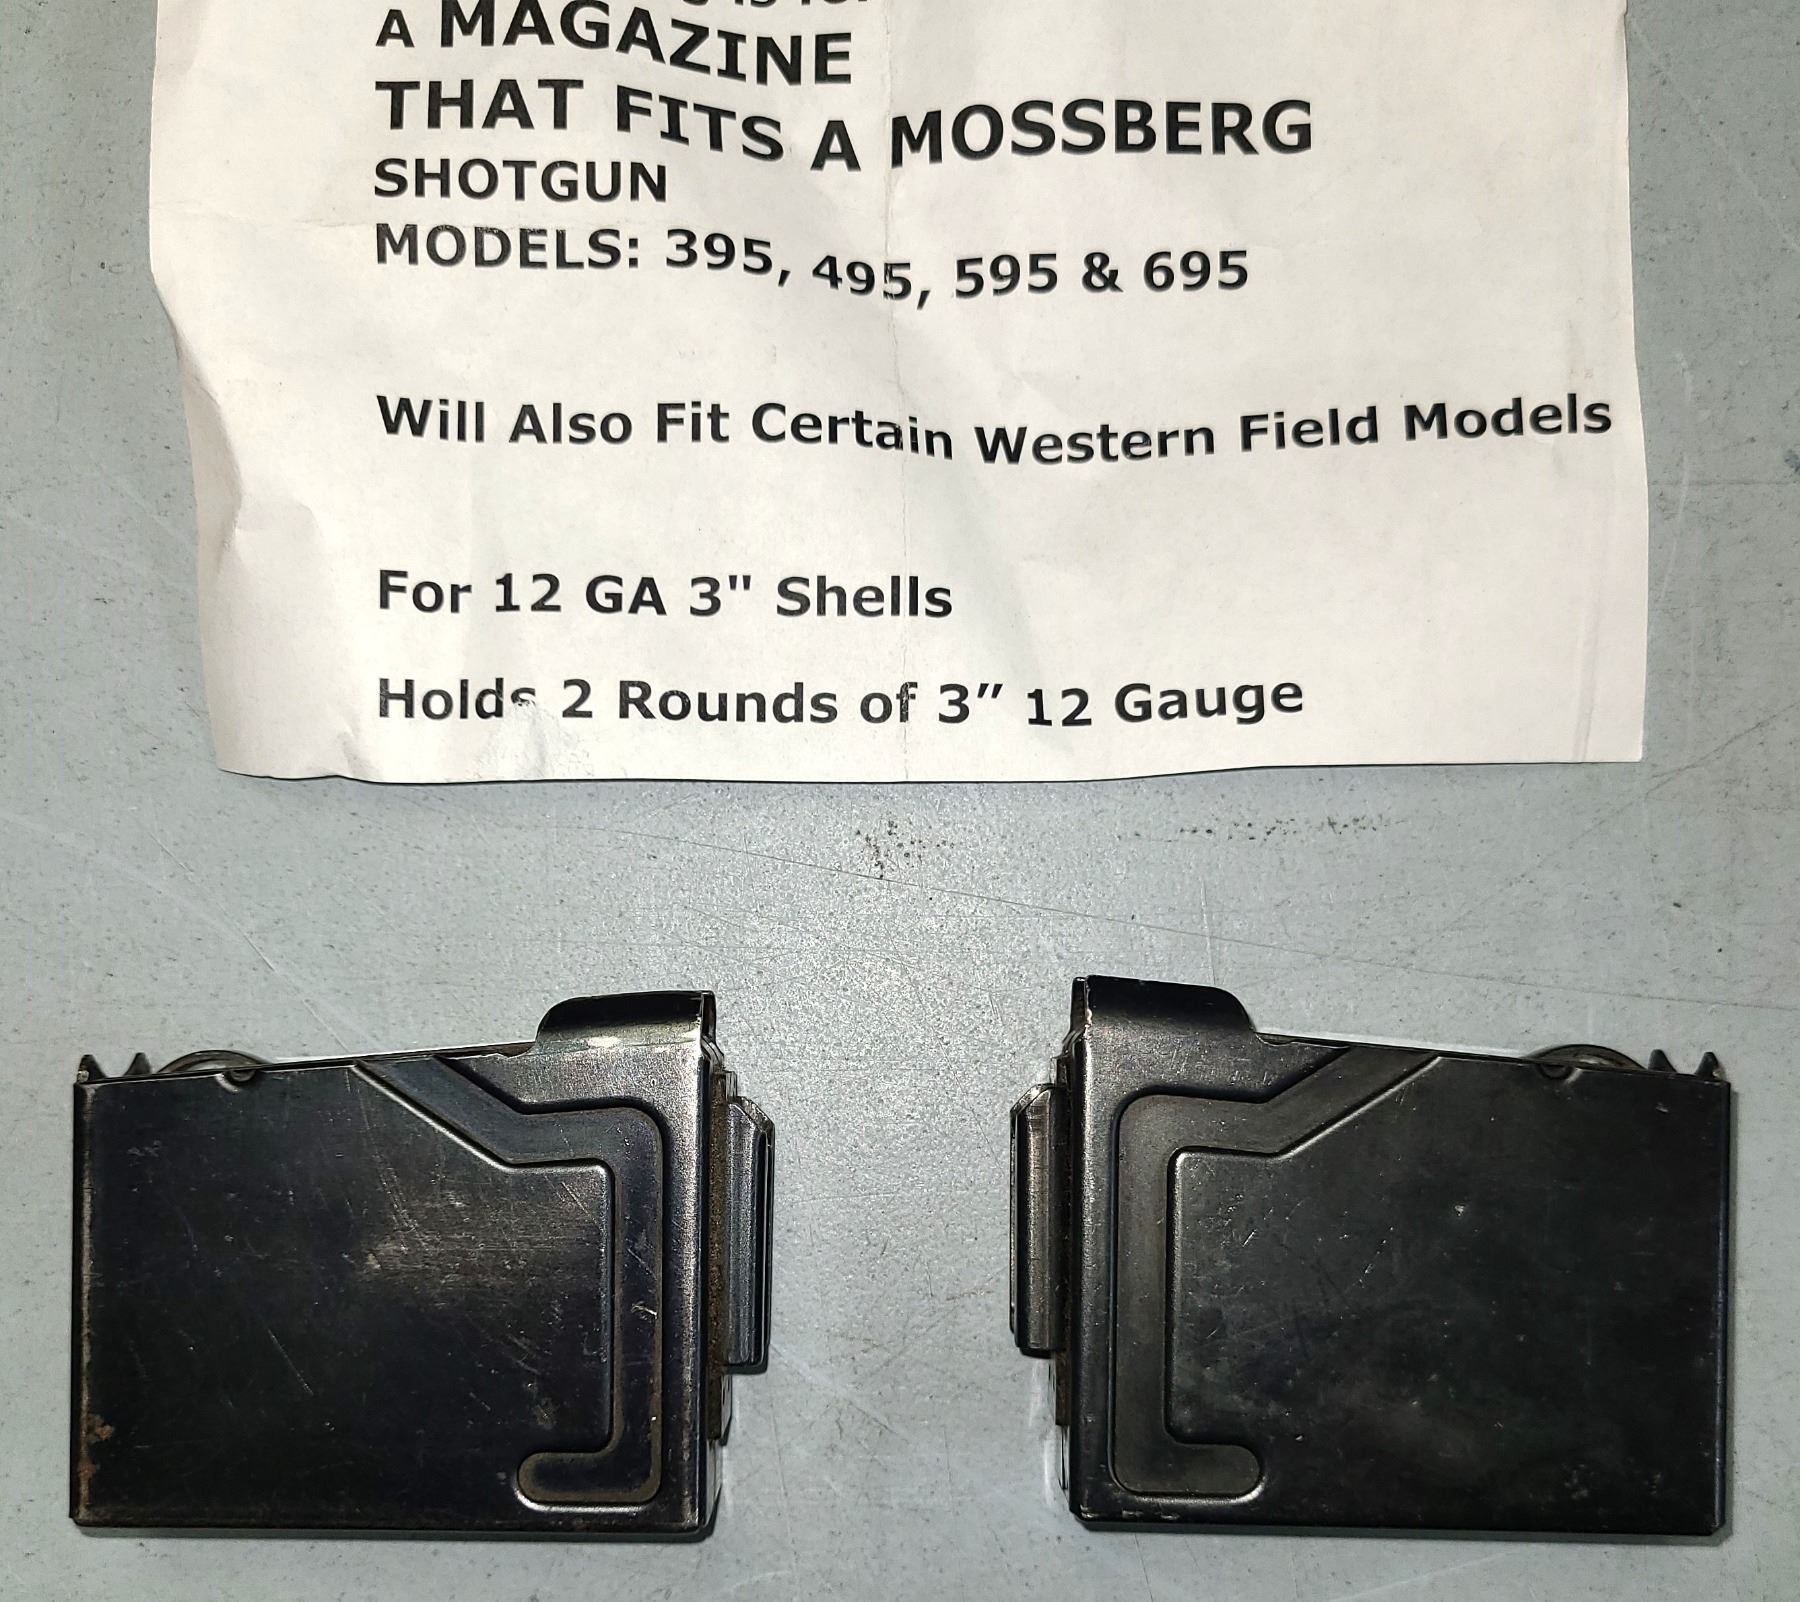 A MAGAZINE
THAT FITS A MOSSBERG
SHOTGUN
MODELS: 395, 495, 595 & 695
Will Also Fit Certain Western Field Models
For 12 GA 3" Shells
Holds 2 Rounds of 3” 12 Gauge